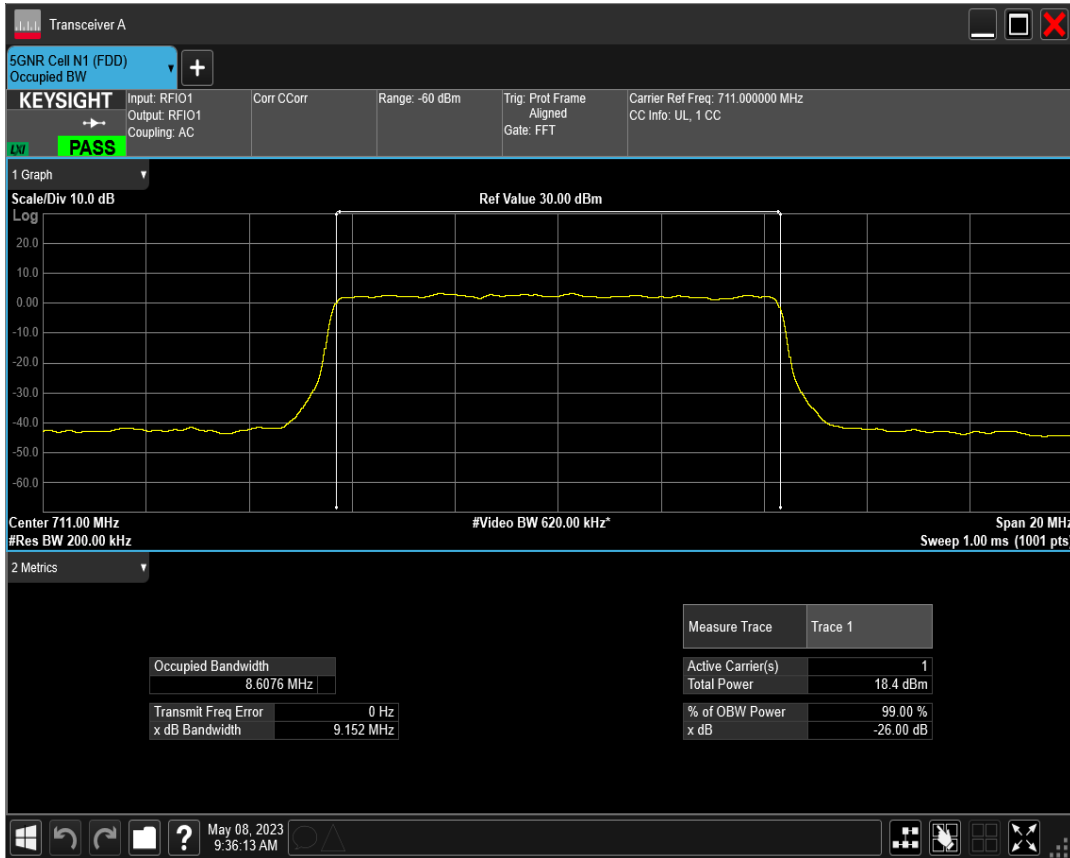 Transceiver A
5GNR Cell N1 (FDD)
Occupied BW
+
KEYSIGHT
LXI
PASS
Input: RFIO1
Output: RFIO1
Coupling: AC
Corr CCorr
Range: -60 dBm
Trig: Prot Frame
Aligned
Gate: FFT
Carrier Ref Freq: 711.000000 MHz
CC Info: UL, 1 CC
1 Graph
Scale/Div 10.0 dB
Ref Value 30.00 dBm
Log
20.0
10.0
0.00
-10.0
-20.0
-30.0
-40.0
-50.0
-60.0
Center 711.00 MHz
#Video BW 620.00 kHz*
Span 20 MHz
#Res BW 200.00 kHz
Sweep 1.00 ms (1001 pts)
2 Metrics
Measure Trace Trace 1
Occupied Bandwidth
8.6076 MHz
Active Carrier(s) 1
Total Power 18.4 dBm
Transmit Freq Error 0 Hz
x dB Bandwidth 9.152 MHz
% of OBW Power 99.00 %
x dB -26.00 dB
?
May 08, 2023
9:36:13 AM